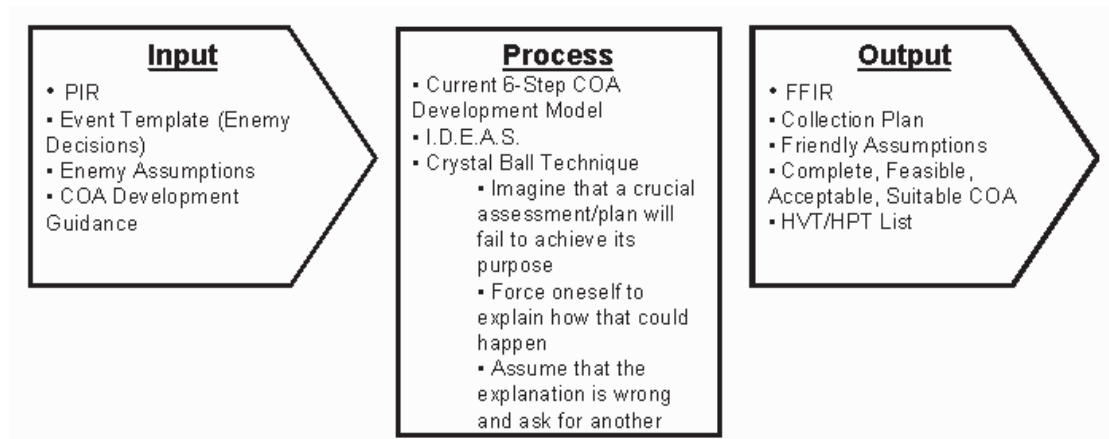 Input
• PIR
▪ Event Template (Enemy
Decisions)
▪ Enemy Assumptions
▪ COA Development
Guidance
Process
▪ Current 6-Step COA
Development Model
▪ I.D.E.A.S.
▪ Crystal Ball Technique
▪ Imagine that a crucial
assessment/plan will
fail to achieve its
purpose
▪ Force oneself to
explain how that could
happen
▪ Assume that the
explanation is wrong
and ask for another
Output
• FFIR
▪ Collection Plan
▪ Friendly Assumptions
▪ Complete, Feasible,
Acceptable, Suitable COA
▪ HVT/HPT List